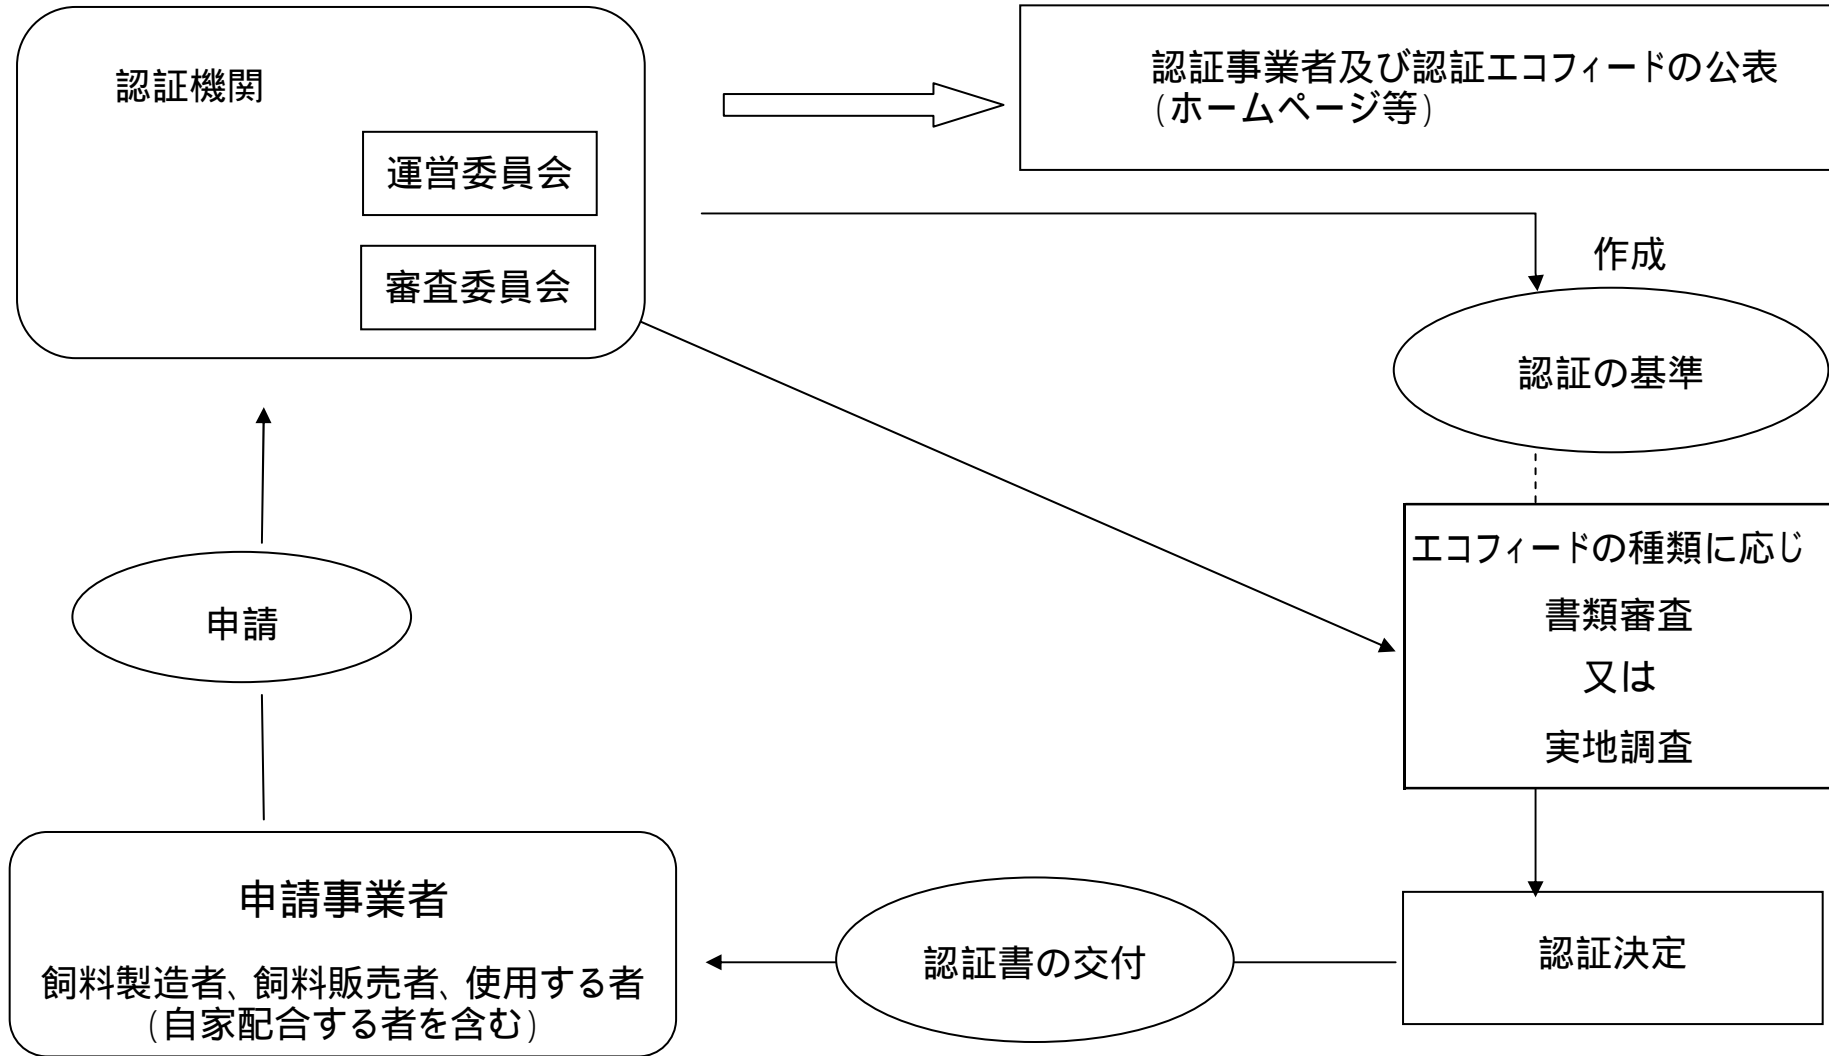 認証機関
運営委員会
審査委員会
認証事業者及び認証エコフィードの公表
(ホームページ等)
作成
認証の基準
エコフィードの種類に応じ
書類審査
又は
実地調査
申請
申請事業者
飼料製造者、飼料販売者、使用する者
(自家配合する者を含む)
認証書の交付
認証決定